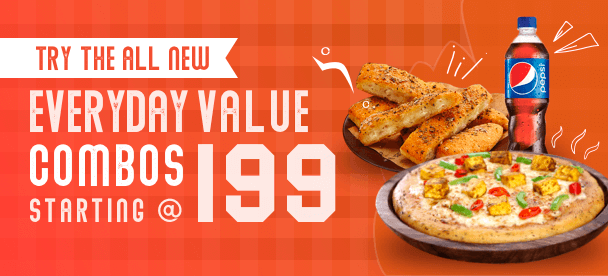 TRY THE ALL NEW
EVERYDAY VALUE
COMBOS
STARTING @ 199
pepsi